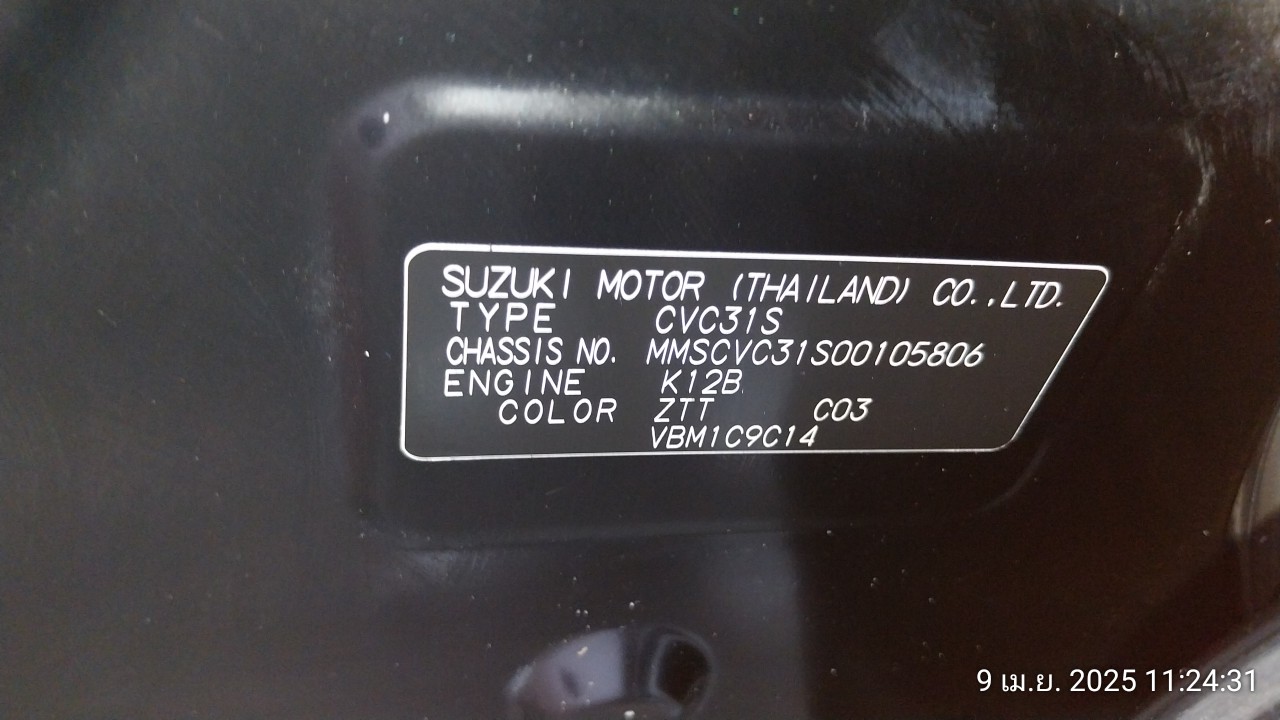 SUZUKI MOTOR (THAILAND) CO.,LTD.
TYPE CVC31S
CHASSIS NO. MMSCVC31S00105806
ENGINE K12B
COLOR ZTT C03
VBM1C9C14
9 เม.ย. 2025 11:24:31